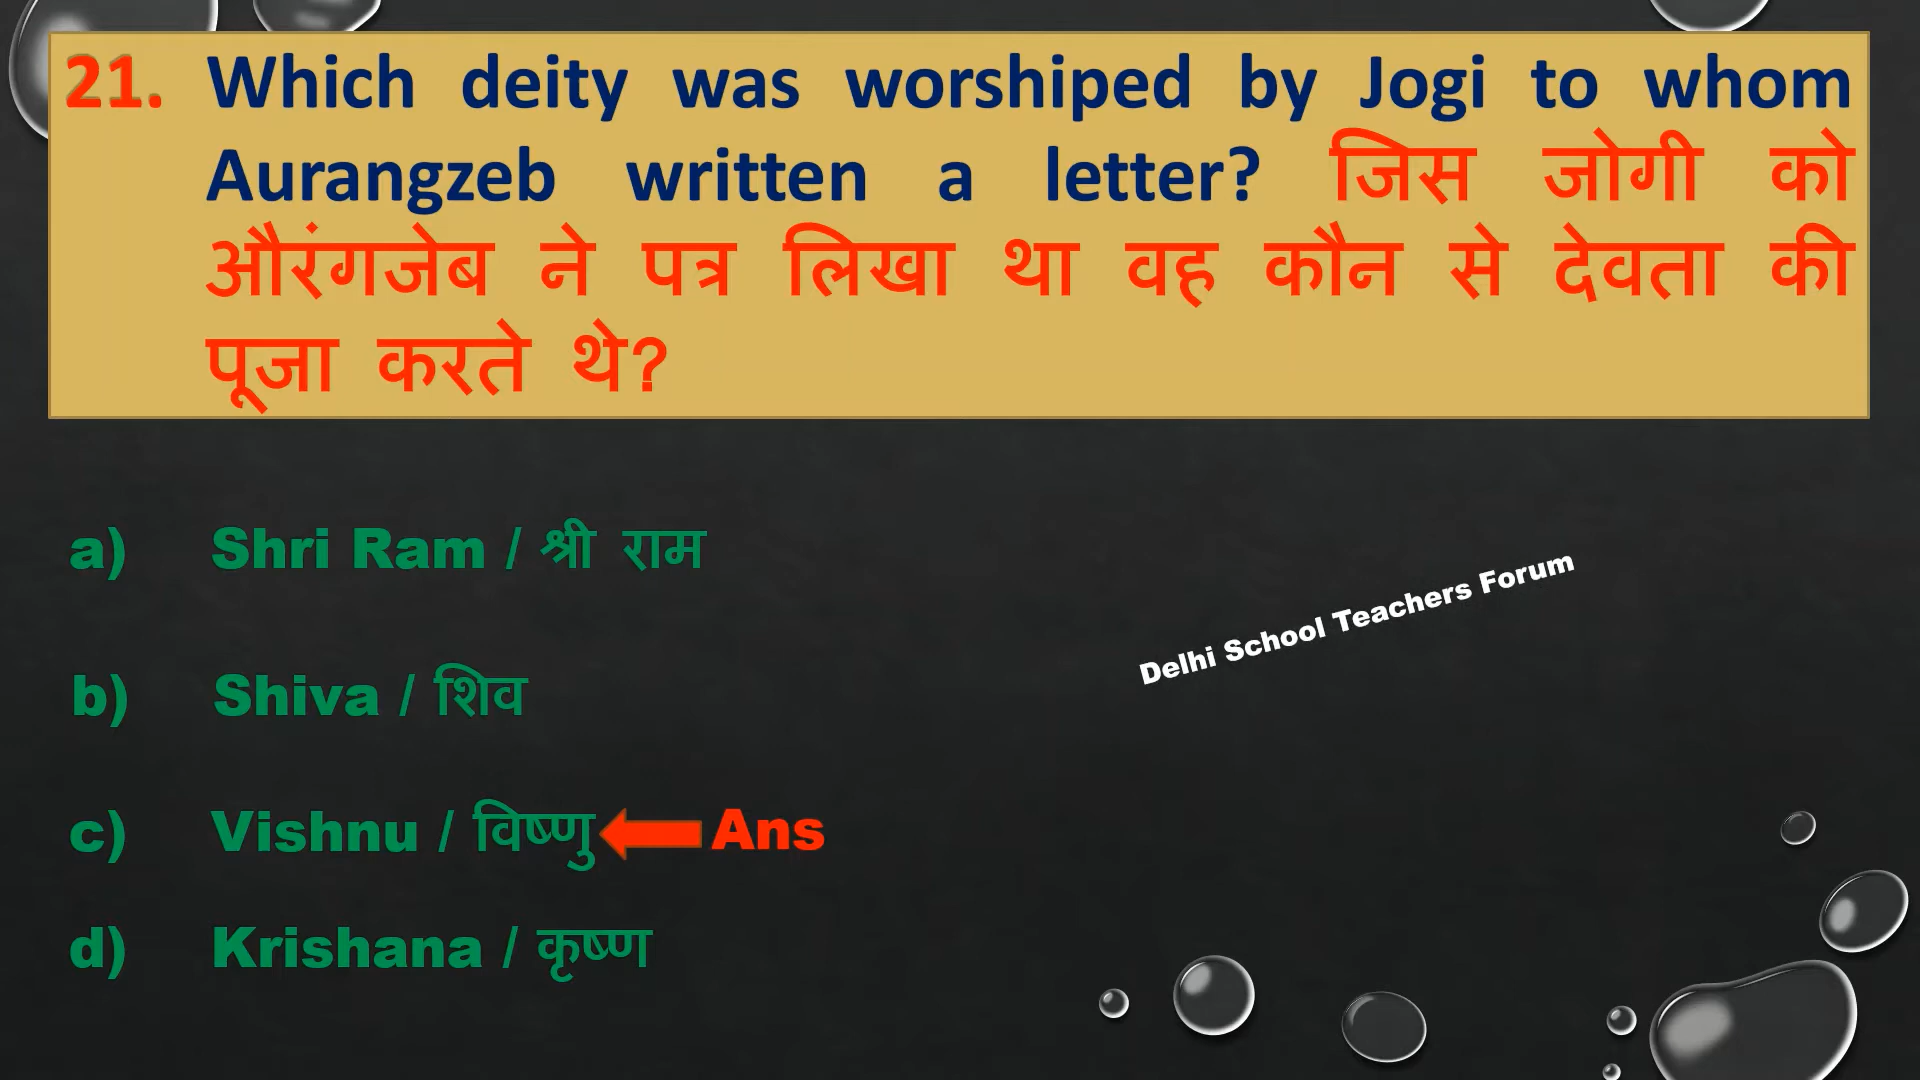 21. Which deity was worshiped by Jogi to whom
Aurangzeb written a letter? जिस जोगी को
औरंगजेब ने पत्र लिखा था वह कौन से देवता की
पूजा करते थे?
a) Shri Ram / श्री राम
Delhi School Teachers Forum
b) Shiva / शिव
c) Vishnu / विष्णु Ans
d) Krishana / कृष्ण